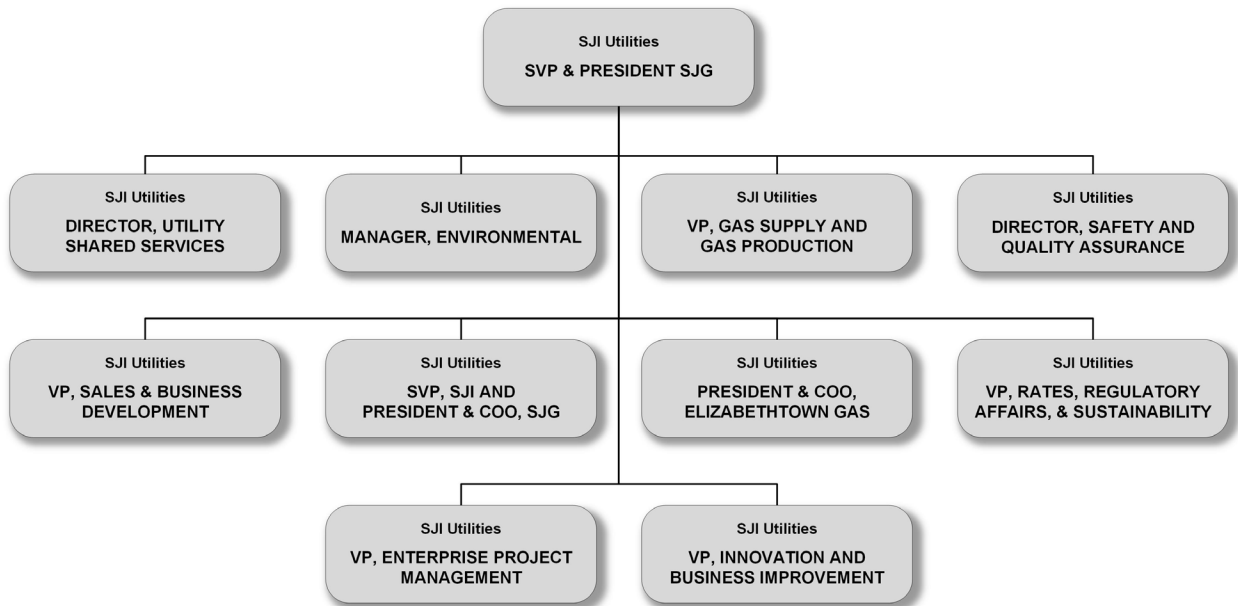 SJI Utilities
SVP & PRESIDENT SJG
SJI Utilities
DIRECTOR, UTILITY
SHARED SERVICES
SJI Utilities
MANAGER, ENVIRONMENTAL
SJI Utilities
VP, GAS SUPPLY AND
GAS PRODUCTION
SJI Utilities
DIRECTOR, SAFETY AND
QUALITY ASSURANCE
SJI Utilities
VP, SALES & BUSINESS
DEVELOPMENT
SJI Utilities
SVP, SJI AND
PRESIDENT & COO, SJG
SJI Utilities
PRESIDENT & COO,
ELIZABETHTOWN GAS
SJI Utilities
VP, RATES, REGULATORY
AFFAIRS, & SUSTAINABILITY
SJI Utilities
VP, ENTERPRISE PROJECT
MANAGEMENT
SJI Utilities
VP, INNOVATION AND
BUSINESS IMPROVEMENT